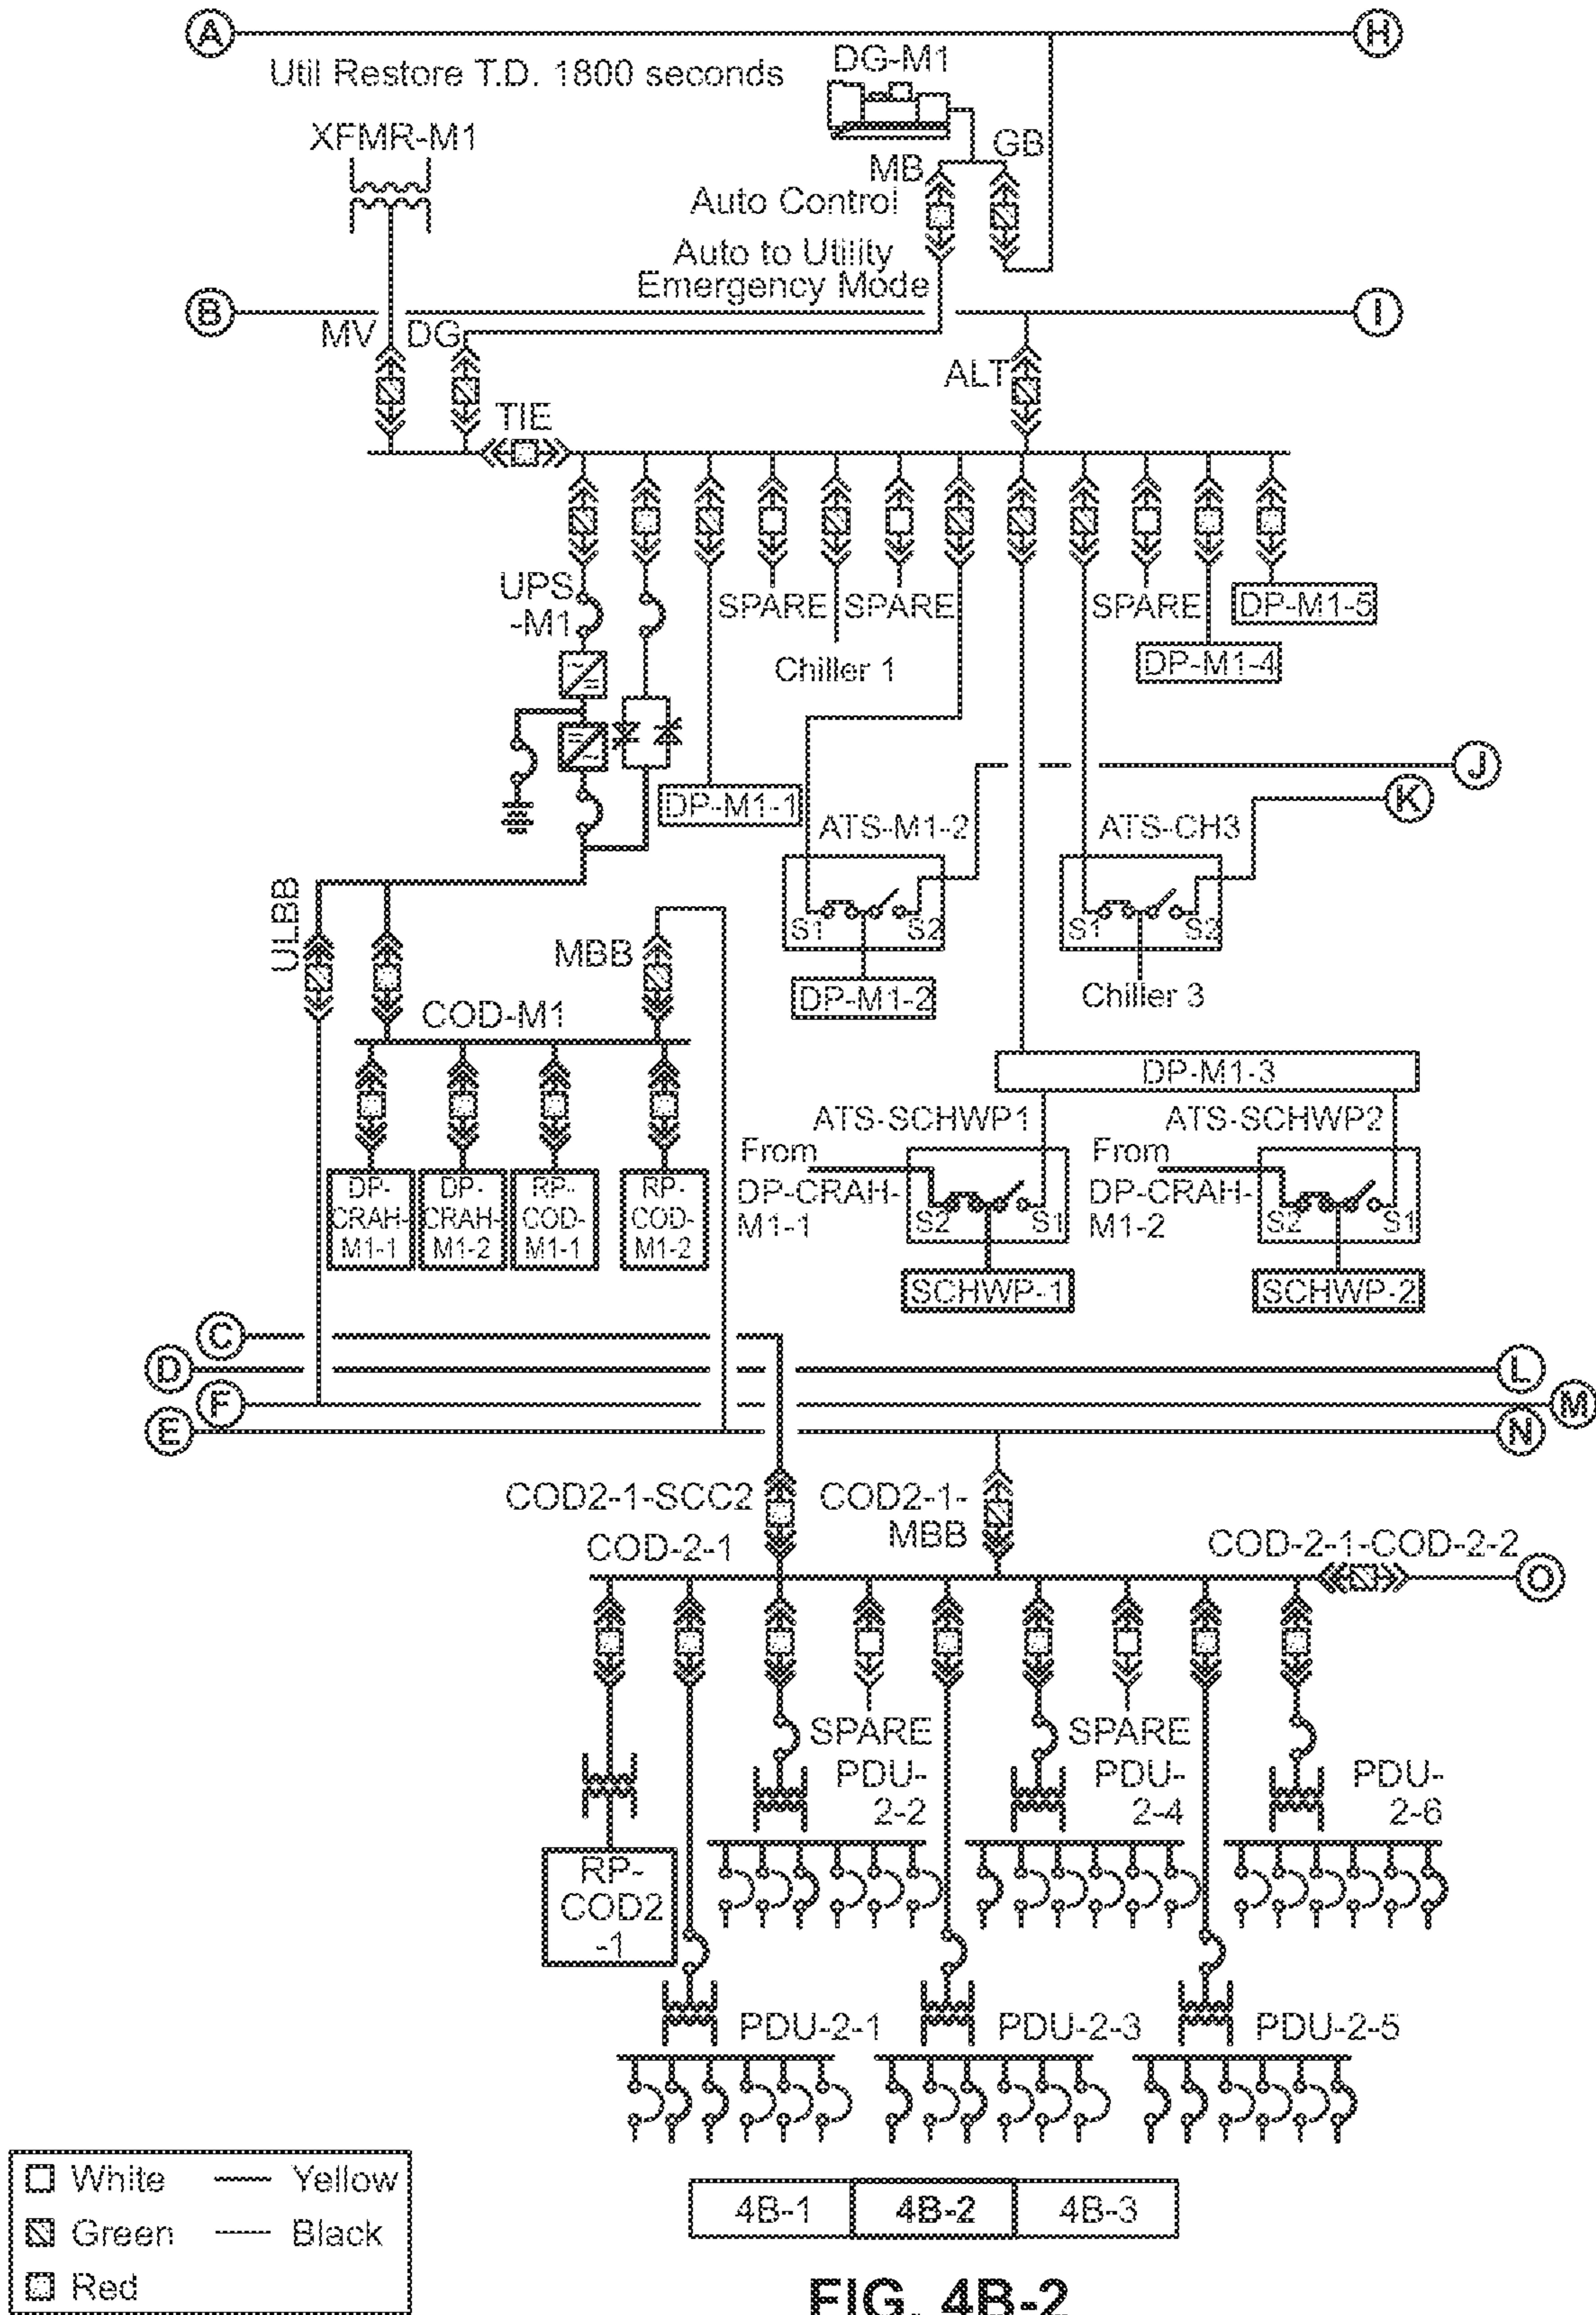 A
H
Util Restore T.D. 1800 seconds
DG-M1
XFMR-M1
GB
MB
Auto Control
Auto to Utility
Emergency Mode
B
I
MV
DG
ALT
TIE
UPS
-M1
SPARE
SPARE
SPARE
DP-M1-5
Chiller 1
DP-M1-4
J
K
DP-M1-1
ATS-M1-2
ATS-CH3
ULBB
S1
S2
S1
S2
MBB
DP-M1-2
Chiller 3
COD-M1
DP-M1-3
ATS-SCHWP1
ATS-SCHWP2
From
DP-CRAH-
M1-1
From
DP-CRAH-
M1-2
S2
S1
S2
S1
DP-
CRAH-
M1-1
DP-
CRAH-
M1-2
RP-
COD-
M1-1
RP-
COD-
M1-2
SCHWP-1
SCHWP-2
C
D
L
F
M
E
N
COD2-1-SCC2
COD2-1-
MBB
COD-2-1
COD-2-1-COD-2-2
O
SPARE
SPARE
PDU-
2-2
PDU-
2-4
PDU-
2-6
RP-
COD2
-1
PDU-2-1
PDU-2-3
PDU-2-5
White
Yellow
Green
Black
Red
4B-1
4B-2
4B-3
FIG. 4B-2